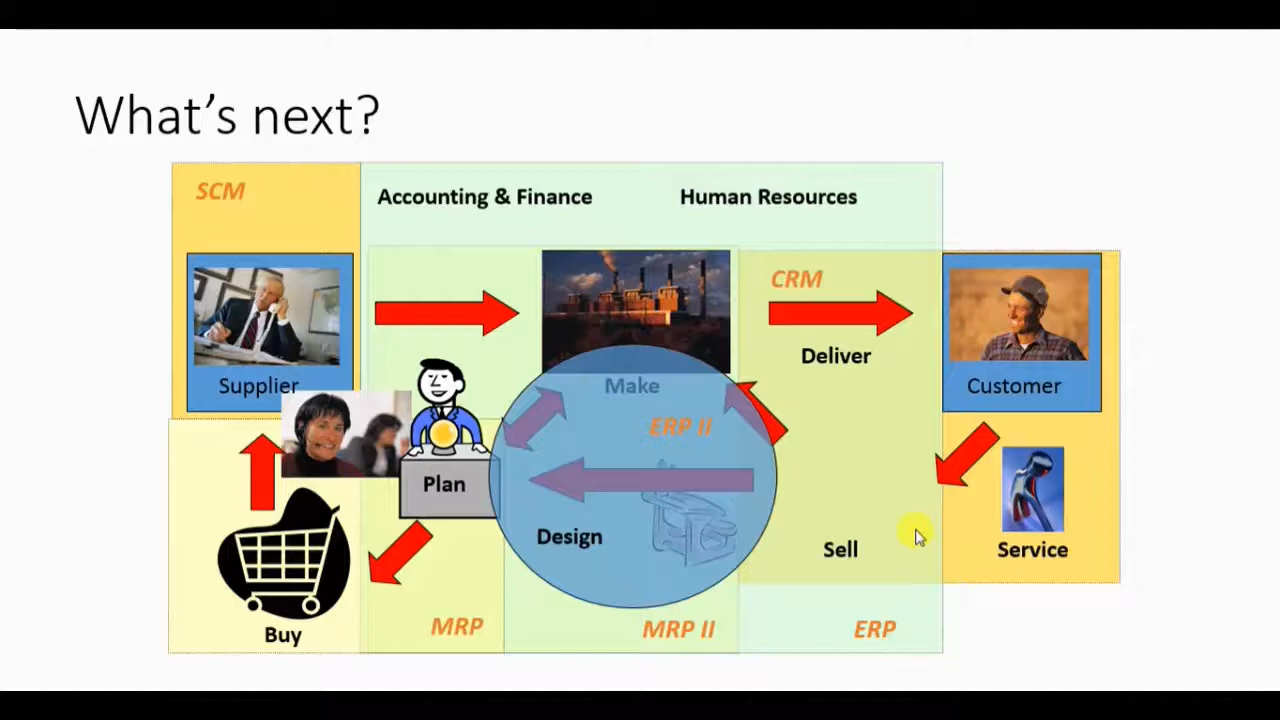 What's next?
SCM
Accounting & Finance
Human Resources
CRM
Deliver
Supplier
Make
Customer
ERP II
Plan
Design
Sell
Service
Buy
MRP
MRP II
ERP